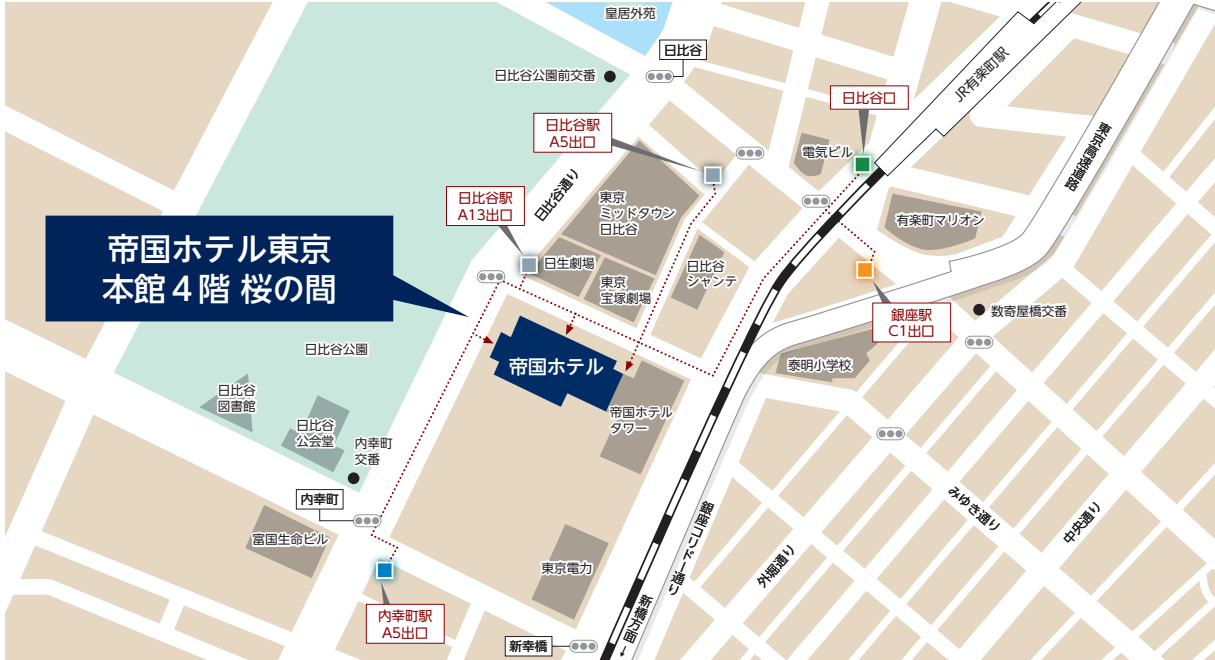 皇居外苑
日比谷
日比谷公園前交番
JR有楽町駅
日比谷口
東京高速道路
日比谷駅
A5出口
電気ビル
日比谷通り
日比谷駅
A13出口
東京
ミッドタウン
日比谷
有楽町マリオン
帝国ホテル東京
本館４階 桜の間
日生劇場
日比谷
シャンテ
東京
宝塚劇場
銀座駅
C1出口
数寄屋橋交番
日比谷公園
帝国ホテル
泰明小学校
日比谷
図書館
帝国ホテル
タワー
日比谷
公会堂
内幸町
交番
内幸町
みゆき通り
中央通り
銀座コリドー通り
富国生命ビル
外堀通り
東京電力
内幸町駅
A5出口
新橋方面→
新幸橋